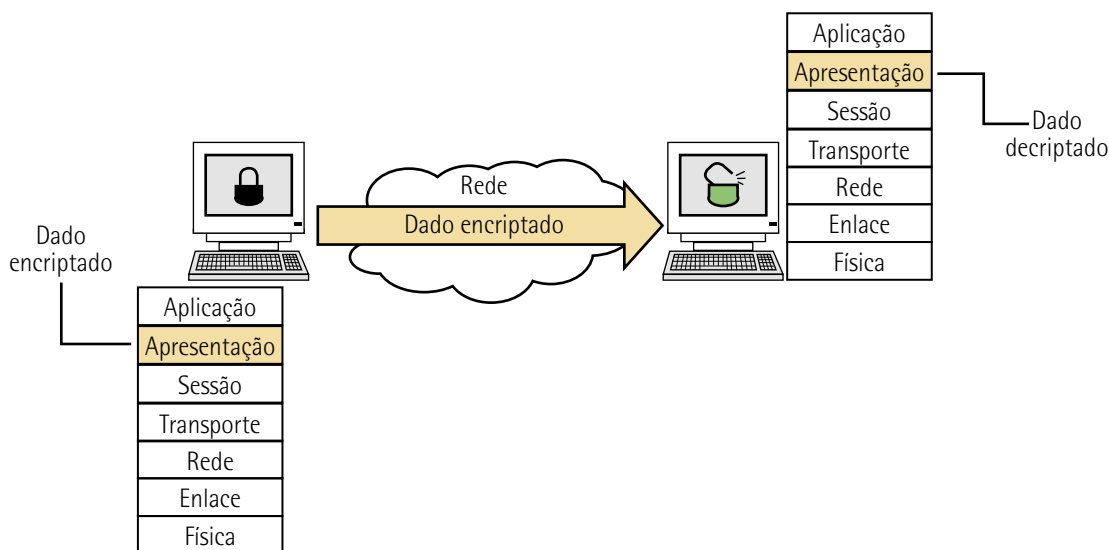 Dado
encriptado
Aplicação
Apresentação
Sessão
Transporte
Rede
Enlace
Física
Rede
Dado encriptado
Aplicação
Apresentação
Sessão
Transporte
Rede
Enlace
Física
Dado
decriptado